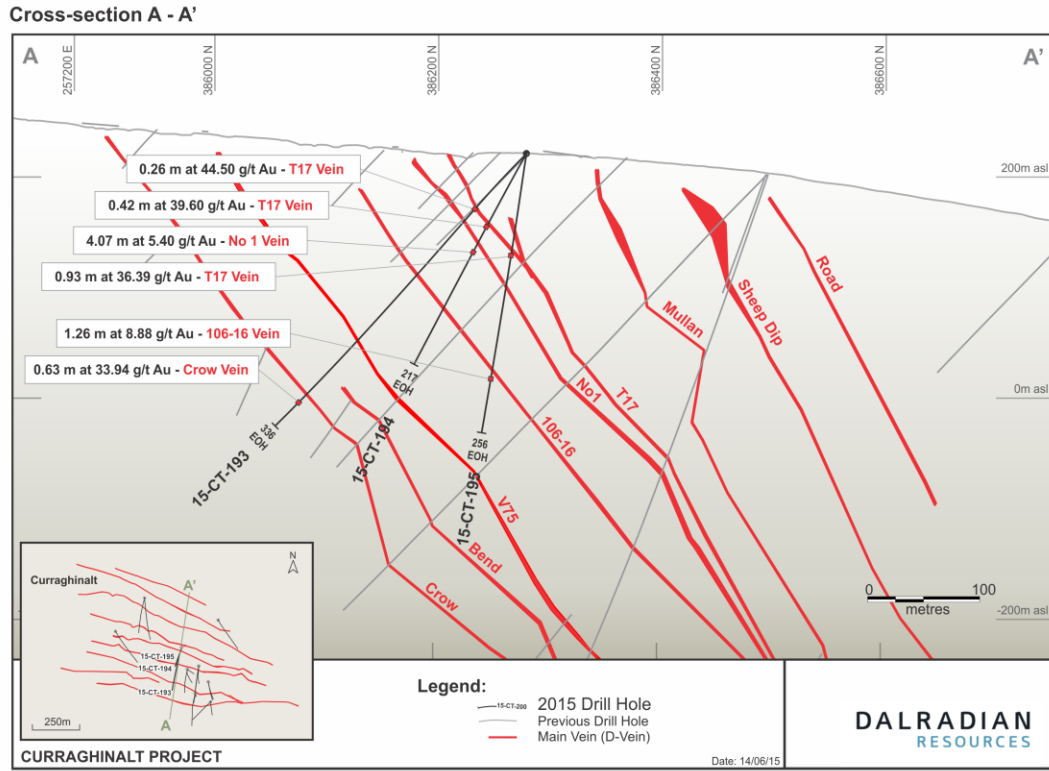 Cross-section A - A'
A
257200 E
386000 N
386200 N
386400 N
386600 N
A'
200m asl
0.26 m at 44.50 g/t Au - T17 Vein
0.42 m at 39.60 g/t Au - T17 Vein
4.07 m at 5.40 g/t Au - No 1 Vein
0.93 m at 36.39 g/t Au - T17 Vein
1.26 m at 8.88 g/t Au - 106-16 Vein
0.63 m at 33.94 g/t Au - Crow Vein
Road
Sheep Dip
Mullan
T17
No1
106-16
V75
Bend
Crow
217
EOH
336
EOH
256
EOH
15-CT-193
15-CT-194
15-CT-195
0m asl
0 100
metres
-200m asl
N
Curraghinalt
A'
15-CT-195
15-CT-194
15-CT-193
A
250m
CURRAGHINALT PROJECT
Legend:
15-CT-200 2015 Drill Hole
Previous Drill Hole
Main Vein (D-Vein)
Date: 14/06/15
DALRADIAN
RESOURCES